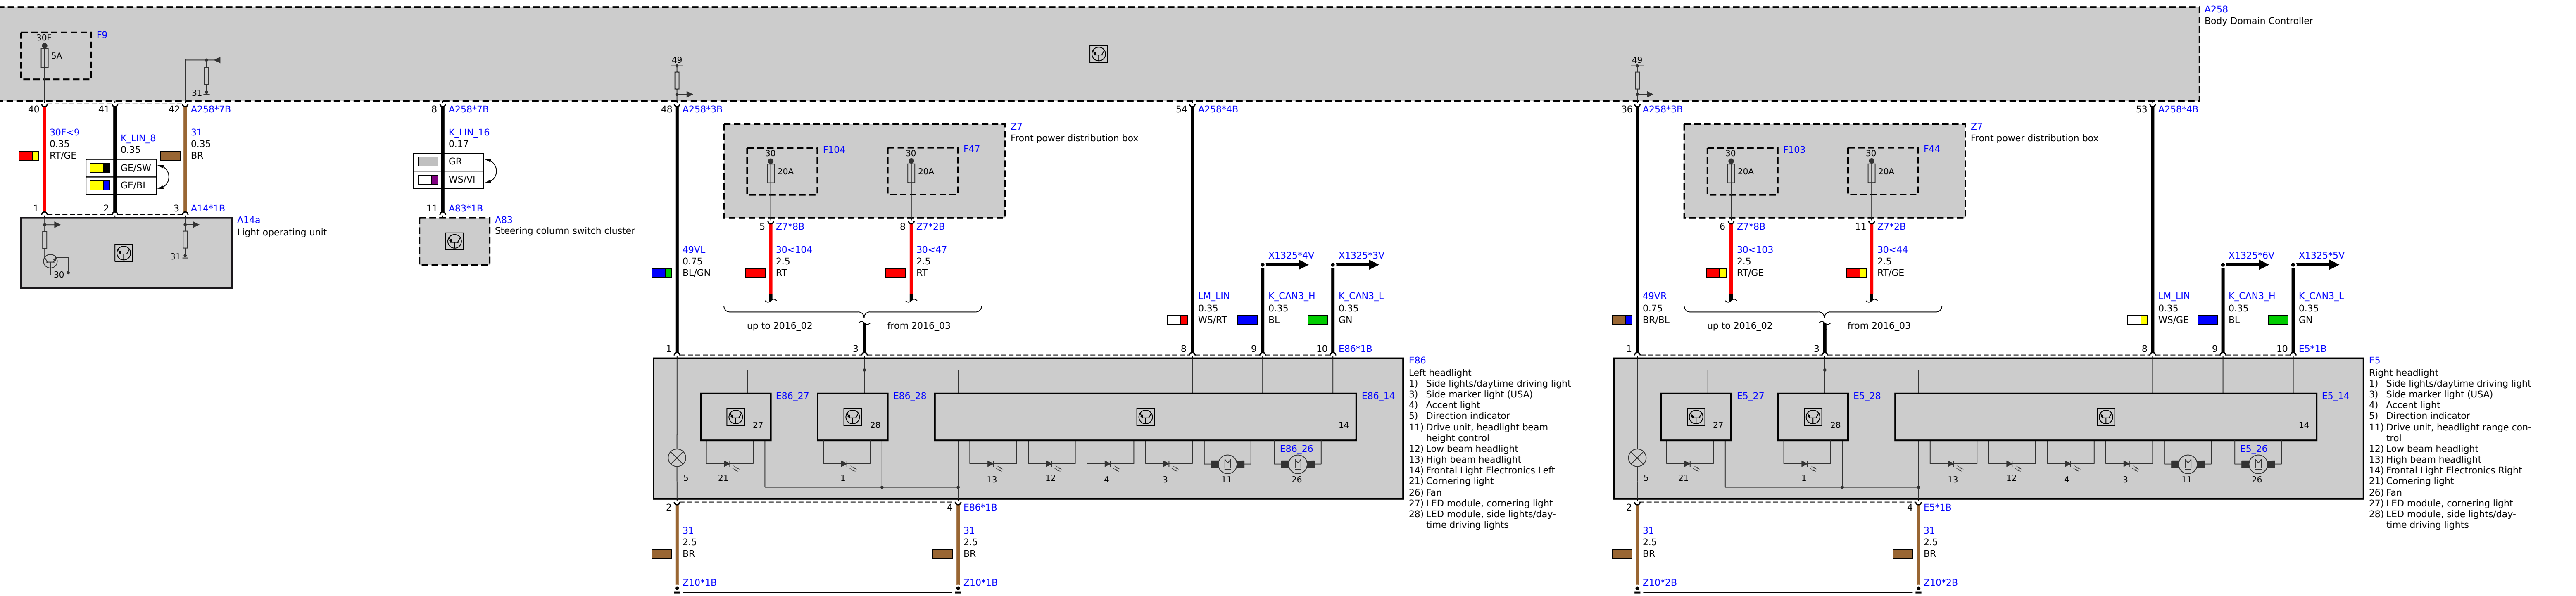 A258
Body Domain Controller
F9
30F
5A
31
49
49
40
41
42
A258*7B
8
A258*7B
48
A258*3B
54
A258*4B
36
A258*3B
53
A258*4B
30F<9
0.35
RT/GE
K_LIN_8
0.35
GE/SW
GE/BL
31
0.35
BR
K_LIN_16
0.17
GR
WS/VI
1
2
3
A14*1B
11
A83*1B
A14a
Light operating unit
30
31
A83
Steering column switch cluster
Z7
Front power distribution box
30
20A
F104
30
20A
F47
5
Z7*8B
8
Z7*2B
49VL
0.75
BL/GN
30<104
2.5
RT
30<47
2.5
RT
up to 2016_02
from 2016_03
LM_LIN
0.35
WS/RT
X1325*4V
K_CAN3_H
0.35
BL
X1325*3V
K_CAN3_L
0.35
GN
1
3
8
9
10
E86*1B
E86
Left headlight
1) Side lights/daytime driving light
3) Side marker light (USA)
4) Accent light
5) Direction indicator
11) Drive unit, headlight beam
height control
12) Low beam headlight
13) High beam headlight
14) Frontal Light Electronics Left
21) Cornering light
26) Fan
27) LED module, cornering light
28) LED module, side lights/day-
time driving lights
E86_27
27
E86_28
28
E86_14
14
E86_26
M
M
5
21
1
13
12
4
3
11
26
2
4
E86*1B
31
2.5
BR
31
2.5
BR
Z10*1B
Z10*1B
Z7
Front power distribution box
30
20A
F103
30
20A
F44
6
Z7*8B
11
Z7*2B
49VR
0.75
BR/BL
30<103
2.5
RT/GE
30<44
2.5
RT/GE
up to 2016_02
from 2016_03
LM_LIN
0.35
WS/GE
X1325*6V
K_CAN3_H
0.35
BL
X1325*5V
K_CAN3_L
0.35
GN
1
3
8
9
10
E5*1B
E5
Right headlight
1) Side lights/daytime driving light
3) Side marker light (USA)
4) Accent light
5) Direction indicator
11) Drive unit, headlight range con-
trol
12) Low beam headlight
13) High beam headlight
14) Frontal Light Electronics Right
21) Cornering light
26) Fan
27) LED module, cornering light
28) LED module, side lights/day-
time driving lights
E5_27
27
E5_28
28
E5_14
14
E5_26
M
M
5
21
1
13
12
4
3
11
26
2
4
E5*1B
31
2.5
BR
31
2.5
BR
Z10*2B
Z10*2B